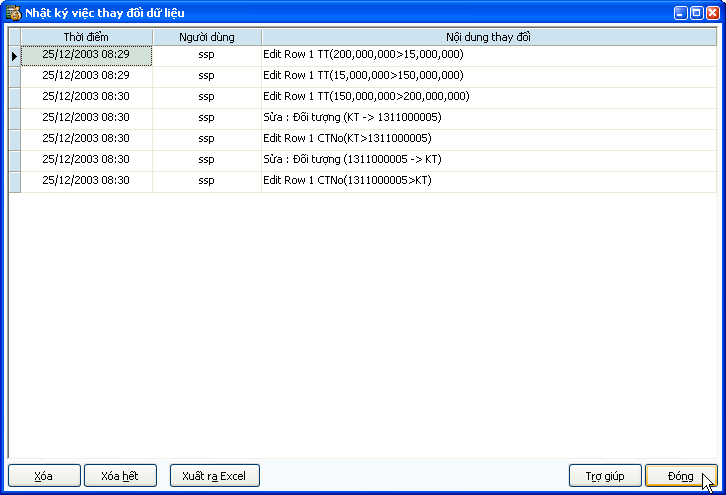 Nhật ký việc thay đổi dữ liệu
Thời điểm Người dùng Nội dung thay đổi
25/12/2003 08:29 ssp Edit Row 1 TT(200,000,000>15,000,000)
25/12/2003 08:29 ssp Edit Row 1 TT(15,000,000>150,000,000)
25/12/2003 08:30 ssp Edit Row 1 TT(150,000,000>200,000,000)
25/12/2003 08:30 ssp Sửa : Đối tượng (KT -> 1311000005)
25/12/2003 08:30 ssp Edit Row 1 CTNo(KT>1311000005)
25/12/2003 08:30 ssp Sửa : Đối tượng (1311000005 -> KT)
25/12/2003 08:30 ssp Edit Row 1 CTNo(1311000005>KT)
Xóa Xóa hết Xuất ra Excel Trợ giúp Đóng